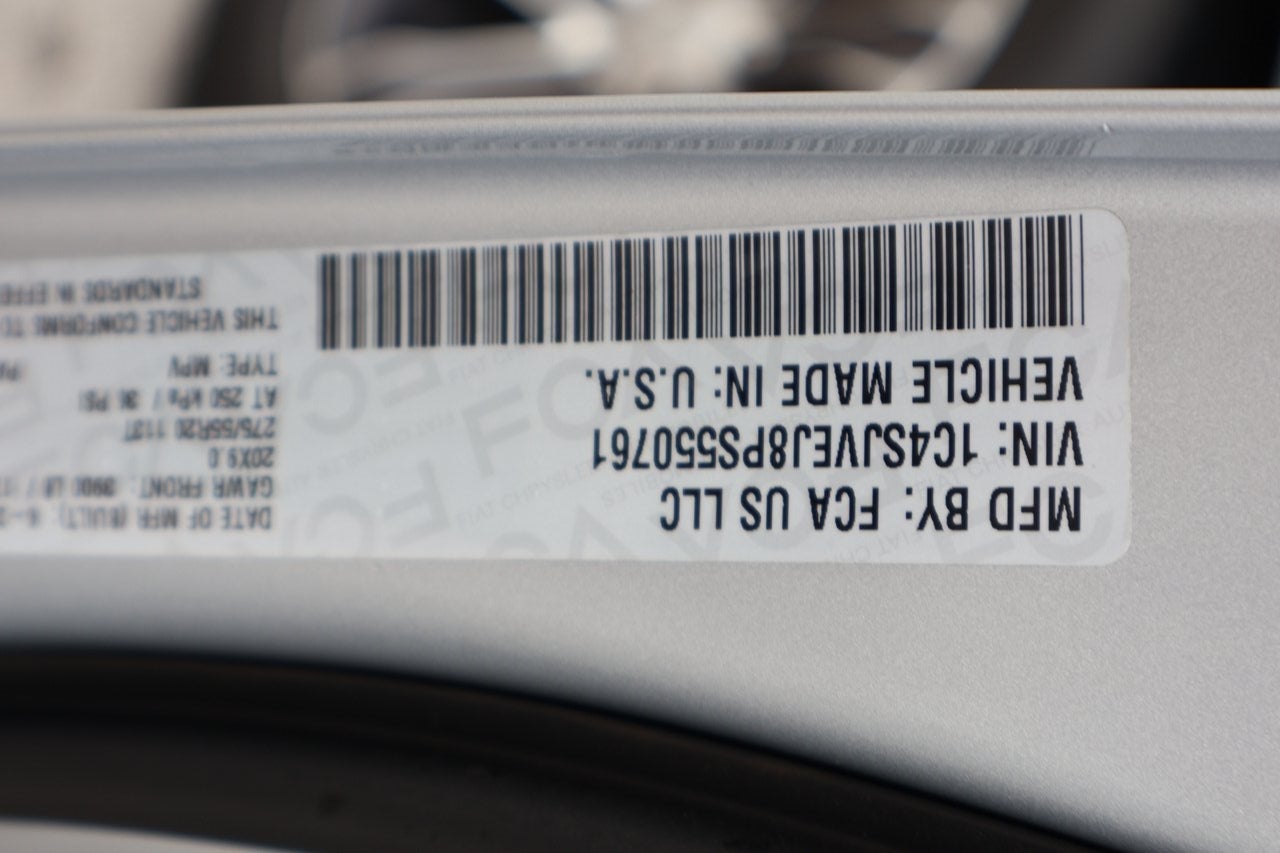 MFD BY: FCA US LLC
VIN: 1C4SJVEJ8PS550761
VEHICLE MADE IN: U.S.A.
DATE OF MFR (BUILT):
GAWR FRONT:
20X9.0
275/55R20 113T
AT 250 kPa / 36 PSI
TYPE: MPV
THIS VEHICLE CONFORMS TO
STANDARDS IN